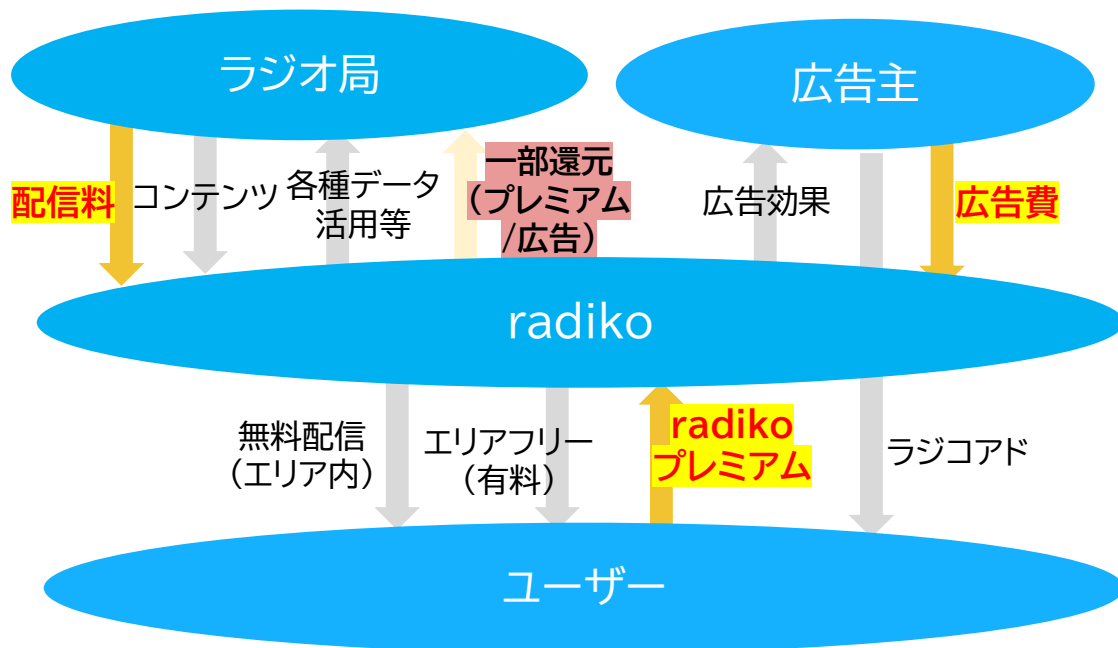 ラジオ局
広告主
配信料
コンテンツ
各種データ
活用等
一部還元
（プレミアム
/広告）
広告効果
広告費
radiko
無料配信
（エリア内）
エリアフリー
（有料）
radiko
プレミアム
ラジコアド
ユーザー